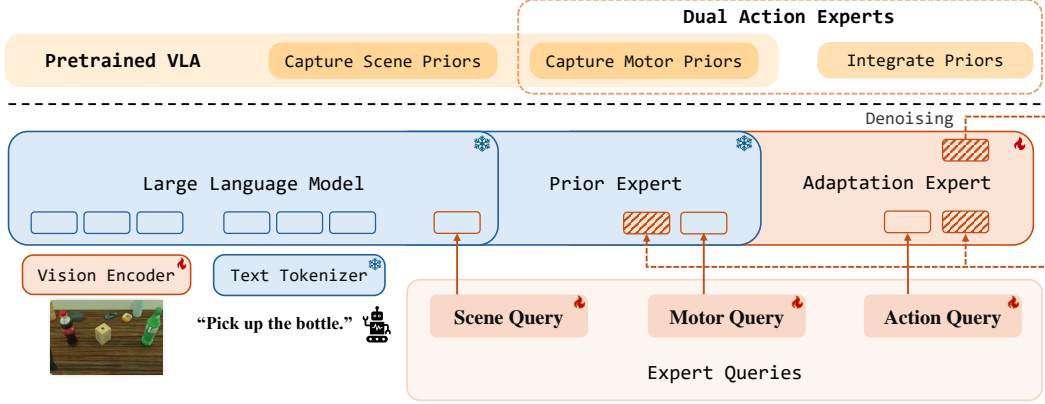 Dual Action Experts
Pretrained VLA
Capture Scene Priors
Capture Motor Priors
Integrate Priors
Denoising
Large Language Model
Prior Expert
Adaptation Expert
Vision Encoder
Text Tokenizer
“Pick up the bottle.”
Scene Query
Motor Query
Action Query
Expert Queries